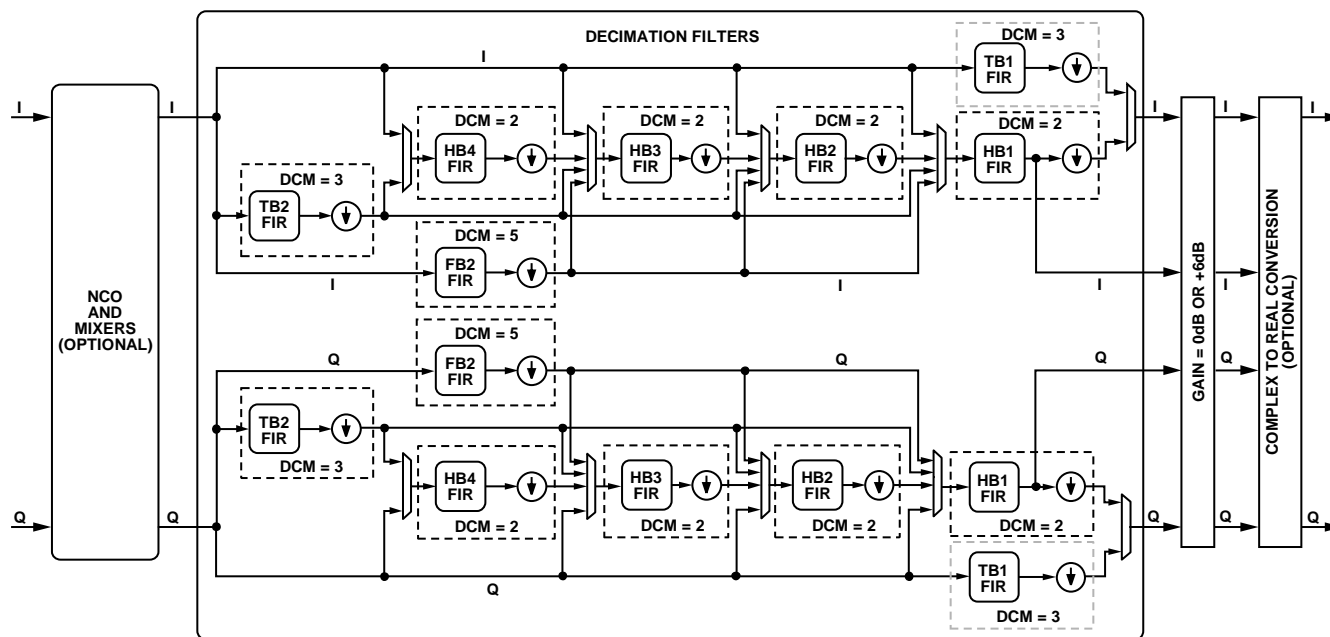 DECIMATION FILTERS
DCM = 3
I
TB1
FIR
I
I
I
I
I
I
DCM = 2
DCM = 2
DCM = 2
DCM = 2
HB4
FIR
HB3
FIR
HB2
FIR
HB1
FIR
DCM = 3
TB2
FIR
DCM = 5
FB2
FIR
I
I
I
I
I
NCO
AND
MIXERS
(OPTIONAL)
GAIN = 0dB OR +6dB
COMPLEX TO REAL CONVERSION
(OPTIONAL)
DCM = 5
FB2
FIR
Q
Q
Q
Q
TB2
FIR
DCM = 3
HB4
FIR
HB3
FIR
HB2
FIR
HB1
FIR
DCM = 2
DCM = 2
DCM = 2
DCM = 2
Q
Q
Q
Q
Q
TB1
FIR
DCM = 3
Q